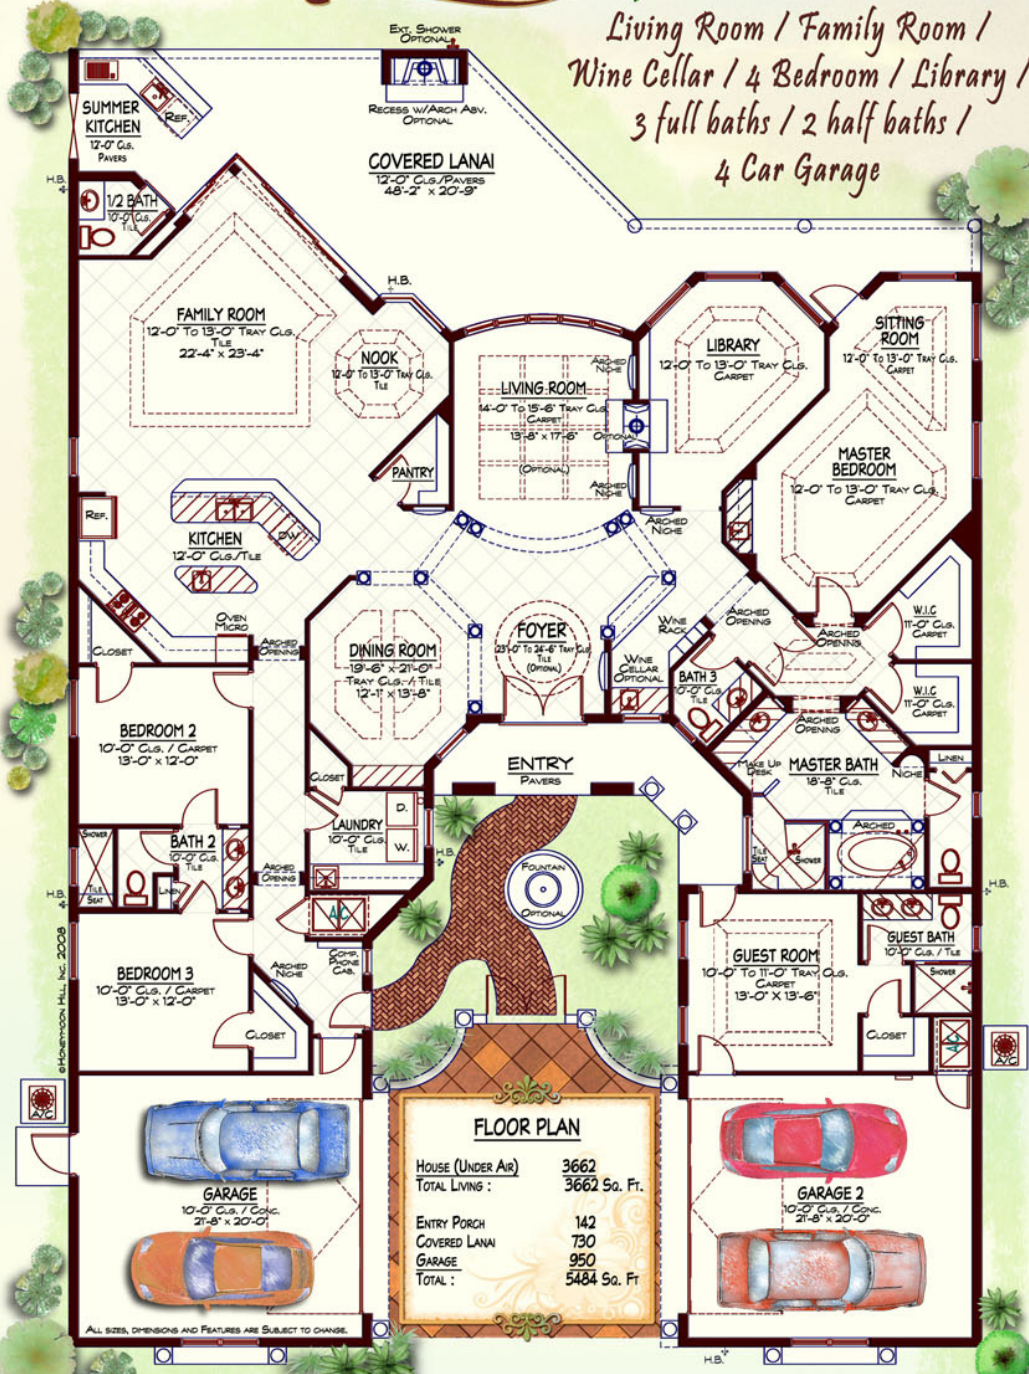 Living Room / Family Room /
Wine Cellar / 4 Bedroom / Library /
3 full baths / 2 half baths /
4 Car Garage
EXT. SHOWER
OPTIONAL
RECESS W/ARCH ABV.
OPTIONAL
SUMMER
KITCHEN
12'-0" CLG.
PAVERS
REF.
COVERED LANAI
12'-0" CLG./PAVERS
48'-2" x 20'-9"
H.B.
1/2 BATH
10'-0" CLG.
TILE
H.B.
FAMILY ROOM
12'-0" TO 13'-0" TRAY CLG.
TILE
22'-4" x 23'-4"
NOOK
12'-0" TO 13'-0" TRAY CLG.
TILE
LIVING ROOM
14'-0" TO 15'-6" TRAY CLG.
CARPET
13'-8" x 17'-6"
(OPTIONAL)
ARCHED
NICHE
OPTIONAL
ARCHED
NICHE
LIBRARY
12'-0" TO 13'-0" TRAY CLG.
CARPET
SITTING
ROOM
12'-0" TO 13'-0" TRAY CLG.
CARPET
MASTER
BEDROOM
12'-0" TO 13'-0" TRAY CLG.
CARPET
PANTRY
ARCHED
NICHE
REF.
KITCHEN
12'-0" CLG./TILE
DW
OVEN
MICRO
CLOSET
ARCHED
OPENING
DINING ROOM
19'-6" x 21'-0"
TRAY CLG. / TILE
12'-1" x 13'-8"
FOYER
23'-0" TO 24'-6" TRAY CLG.
TILE
(OPTIONAL)
WINE
RACK
WINE
CELLAR
OPTIONAL
ARCHED
OPENING
ARCHED
OPENING
W.I.C
11'-0" CLG.
CARPET
W.I.C
11'-0" CLG.
CARPET
BATH 3
10'-0" CLG.
TILE
ARCHED
OPENING
BEDROOM 2
10'-0" CLG. / CARPET
13'-0" x 12'-0"
ENTRY
PAVERS
MAKE UP
DESK
MASTER BATH
18'-8" CLG.
TILE
NICHE
LINEN
CLOSET
LAUNDRY
10'-0" CLG.
TILE
D.
W.
SHOWER
TILE
SEAT
BATH 2
10'-0" CLG.
TILE
LINEN
ARCHED
OPENING
H.B.
H.B.
ARCHED
TILE
SEAT
SHOWER
FOUNTAIN
OPTIONAL
H.B.
A/C
GUEST BATH
10'-0" CLG. / TILE
SHOWER
GUEST ROOM
10'-0" TO 11'-0" TRAY CLG.
CARPET
13'-0" X 13'-6"
CLOSET
A/C
A/C
BEDROOM 3
10'-0" CLG. / CARPET
13'-0" x 12'-0"
ARCHED
NICHE
COMP.
PHONE
CAB.
CLOSET
© HONEYMOON HILL, INC. 2008
A/C
GARAGE
10'-0" CLG. / CONC.
21'-8" x 20'-0"
FLOOR PLAN
HOUSE (UNDER AIR) 3662
TOTAL LIVING : 3662 SQ. FT.
ENTRY PORCH 142
COVERED LANAI 730
GARAGE 950
TOTAL : 5484 SQ. FT
GARAGE 2
10'-0" CLG. / CONC.
21'-8" x 20'-0"
ALL SIZES, DIMENSIONS AND FEATURES ARE SUBJECT TO CHANGE.
H.B.